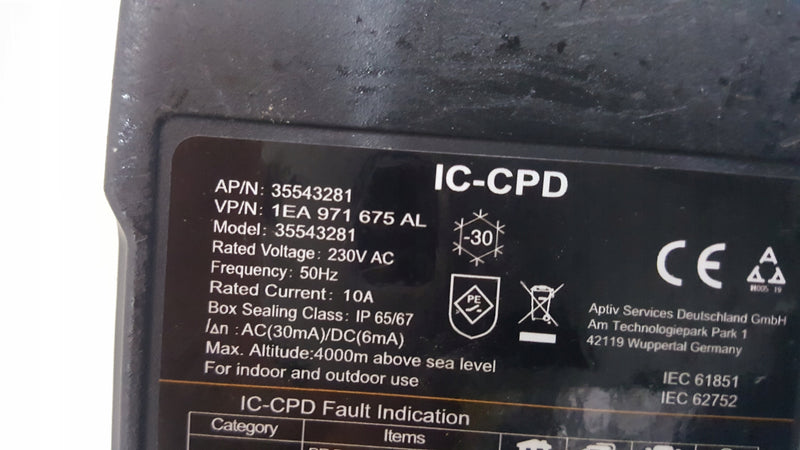 IC-CPD
AP/N: 35543281
VP/N: 1EA 971 675 AL
Model: 35543281
Rated Voltage: 230V AC
Frequency: 50Hz
Rated Current: 10A
Box Sealing Class: IP 65/67
I∆n : AC(30mA)/DC(6mA)
Max. Altitude:4000m above sea level
For indoor and outdoor use
-30
PE
CE
Aptiv Services Deutschland GmbH
Am Technologiepark Park 1
42119 Wuppertal Germany
IEC 61851
IEC 62752
IC-CPD Fault Indication
Category
Items